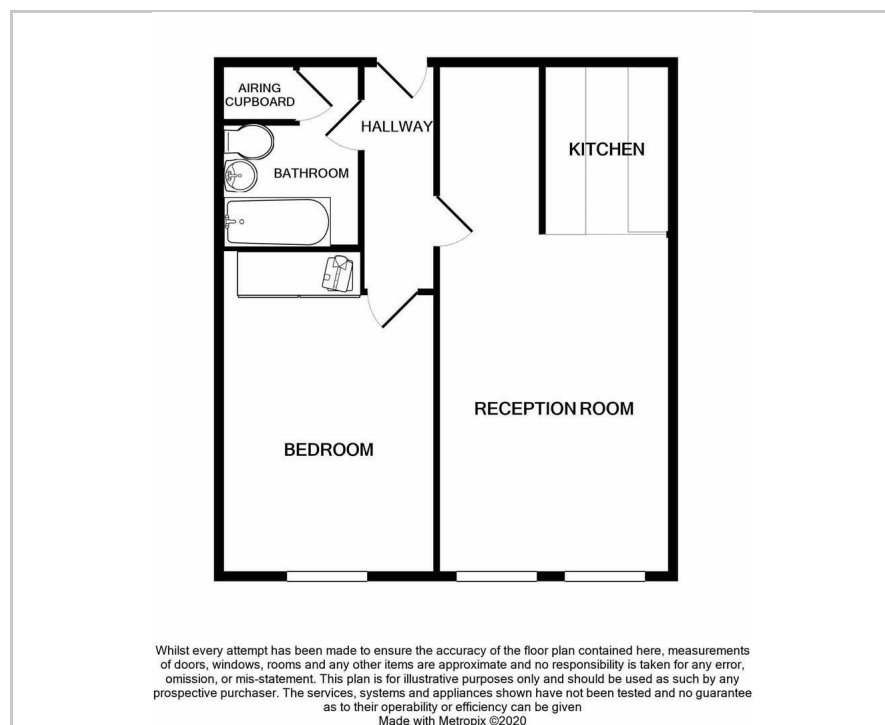 AIRING
CUPBOARD
HALLWAY
KITCHEN
BATHROOM
RECEPTION ROOM
BEDROOM
Whilst every attempt has been made to ensure the accuracy of the floor plan contained here, measurements
of doors, windows, rooms and any other items are approximate and no responsibility is taken for any error,
omission, or mis-statement. This plan is for illustrative purposes only and should be used as such by any
prospective purchaser. The services, systems and appliances shown have not been tested and no guarantee
as to their operability or efficiency can be given
Made with Metropix ©2020